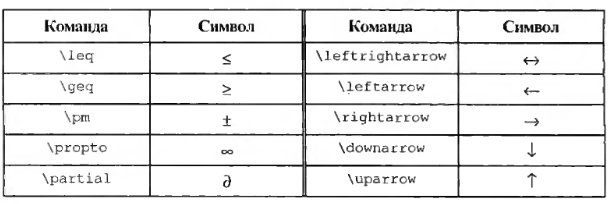 Команда Символ Команда Символ
\leq ≤ \leftrightarrow ↔
\geq ≥ \leftarrow ←
\pm ± \rightarrow →
\propto ∞ \downarrow ↓
\partial ∂ \uparrow ↑